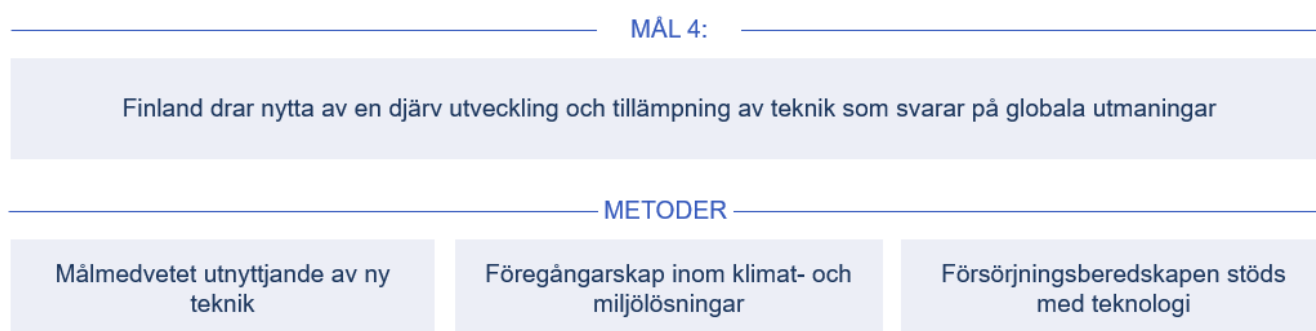 MÅL 4:
Finland drar nytta av en djärv utveckling och tillämpning av teknik som svarar på globala utmaningar
METODER
Målmedvetet utnyttjande av ny
teknik
Föregångarskap inom klimat- och
miljölösningar
Försörjningsberedskapen stöds
med teknologi